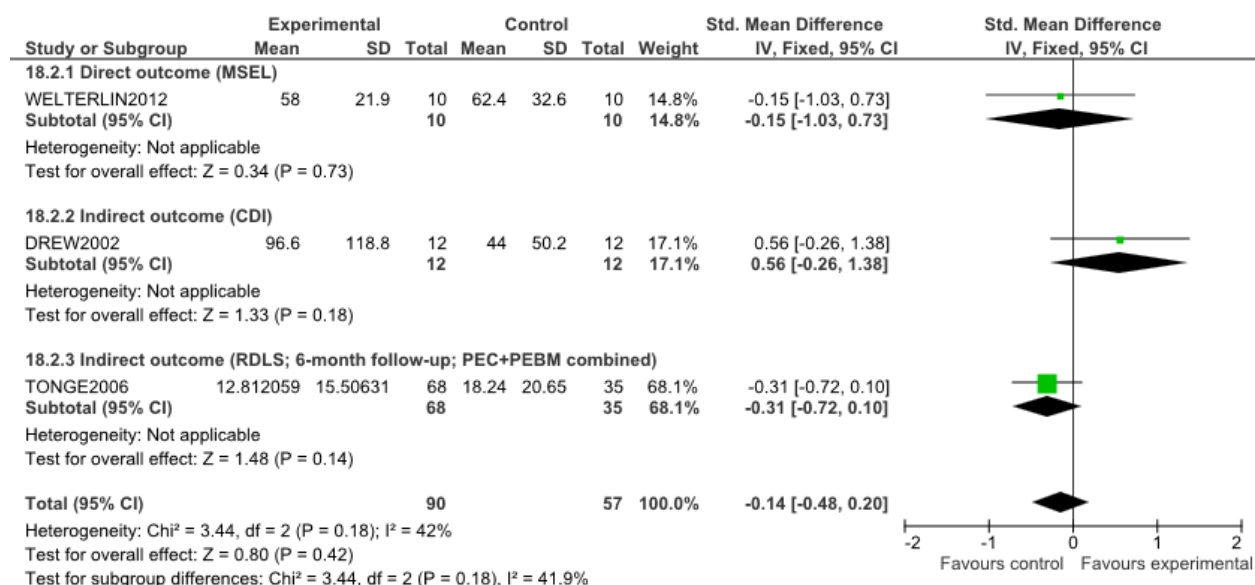 Experimental Control Std. Mean Difference Std. Mean Difference
Study or Subgroup Mean SD Total Mean SD Total Weight IV, Fixed, 95% CI IV, Fixed, 95% CI
18.2.1 Direct outcome (MSEL)
WELTERLIN2012 58 21.9 10 62.4 32.6 10 14.8% -0.15 [-1.03, 0.73]
Subtotal (95% CI) 10 10 14.8% -0.15 [-1.03, 0.73]
Heterogeneity: Not applicable
Test for overall effect: Z = 0.34 (P = 0.73)
18.2.2 Indirect outcome (CDI)
DREW2002 96.6 118.8 12 44 50.2 12 17.1% 0.56 [-0.26, 1.38]
Subtotal (95% CI) 12 12 17.1% 0.56 [-0.26, 1.38]
Heterogeneity: Not applicable
Test for overall effect: Z = 1.33 (P = 0.18)
18.2.3 Indirect outcome (RDLS; 6-month follow-up; PEC+PEBM combined)
TONGE2006 12.812059 15.50631 68 18.24 20.65 35 68.1% -0.31 [-0.72, 0.10]
Subtotal (95% CI) 68 35 68.1% -0.31 [-0.72, 0.10]
Heterogeneity: Not applicable
Test for overall effect: Z = 1.48 (P = 0.14)
Total (95% CI) 90 57 100.0% -0.14 [-0.48, 0.20]
Heterogeneity: Chi² = 3.44, df = 2 (P = 0.18); I² = 42%
Test for overall effect: Z = 0.80 (P = 0.42)
Test for subgroup differences: Chi² = 3.44, df = 2 (P = 0.18), I² = 41.9%
-2 -1 0 1 2
Favours control Favours experimental